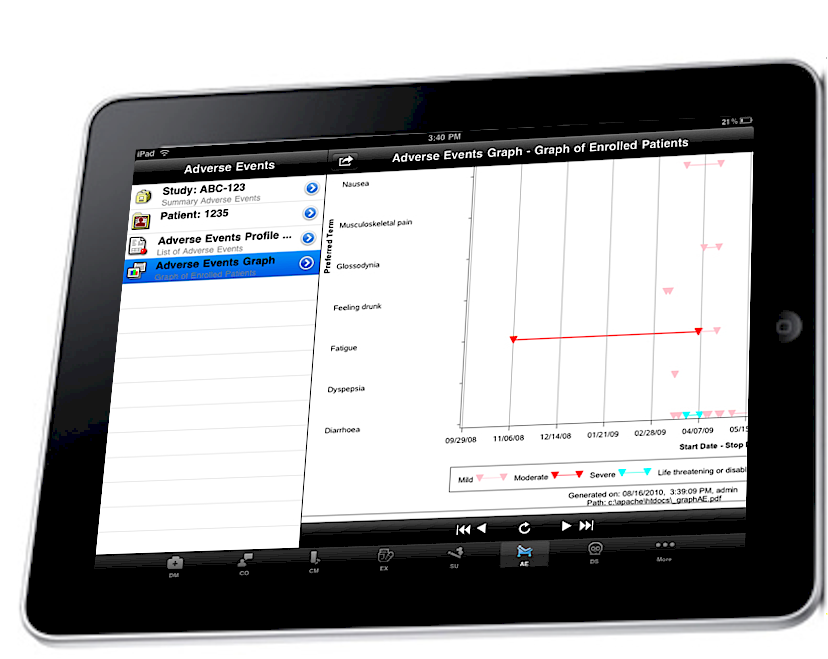 iPad
3:40 PM
21 %
Adverse Events
Adverse Events Graph - Graph of Enrolled Patients
Study: ABC-123
Summary Adverse Events
Patient: 1235
Adverse Events Profile ...
List of Adverse Events
Adverse Events Graph
Graph of Enrolled Patients
Preferred Term
Nausea
Musculoskeletal pain
Glossodynia
Feeling drunk
Fatigue
Dyspepsia
Diarrhoea
09/29/08 11/06/08 12/14/08 01/21/09 02/28/09 04/07/09 05/15
Start Date - Stop
Mild Moderate Severe Life threatening or disabl
Generated on: 08/16/2010, 3:39:09 PM, admin
Path: c:\apache\htdocs\_graphAE.pdf
DM CO CM EX SU AE DS More